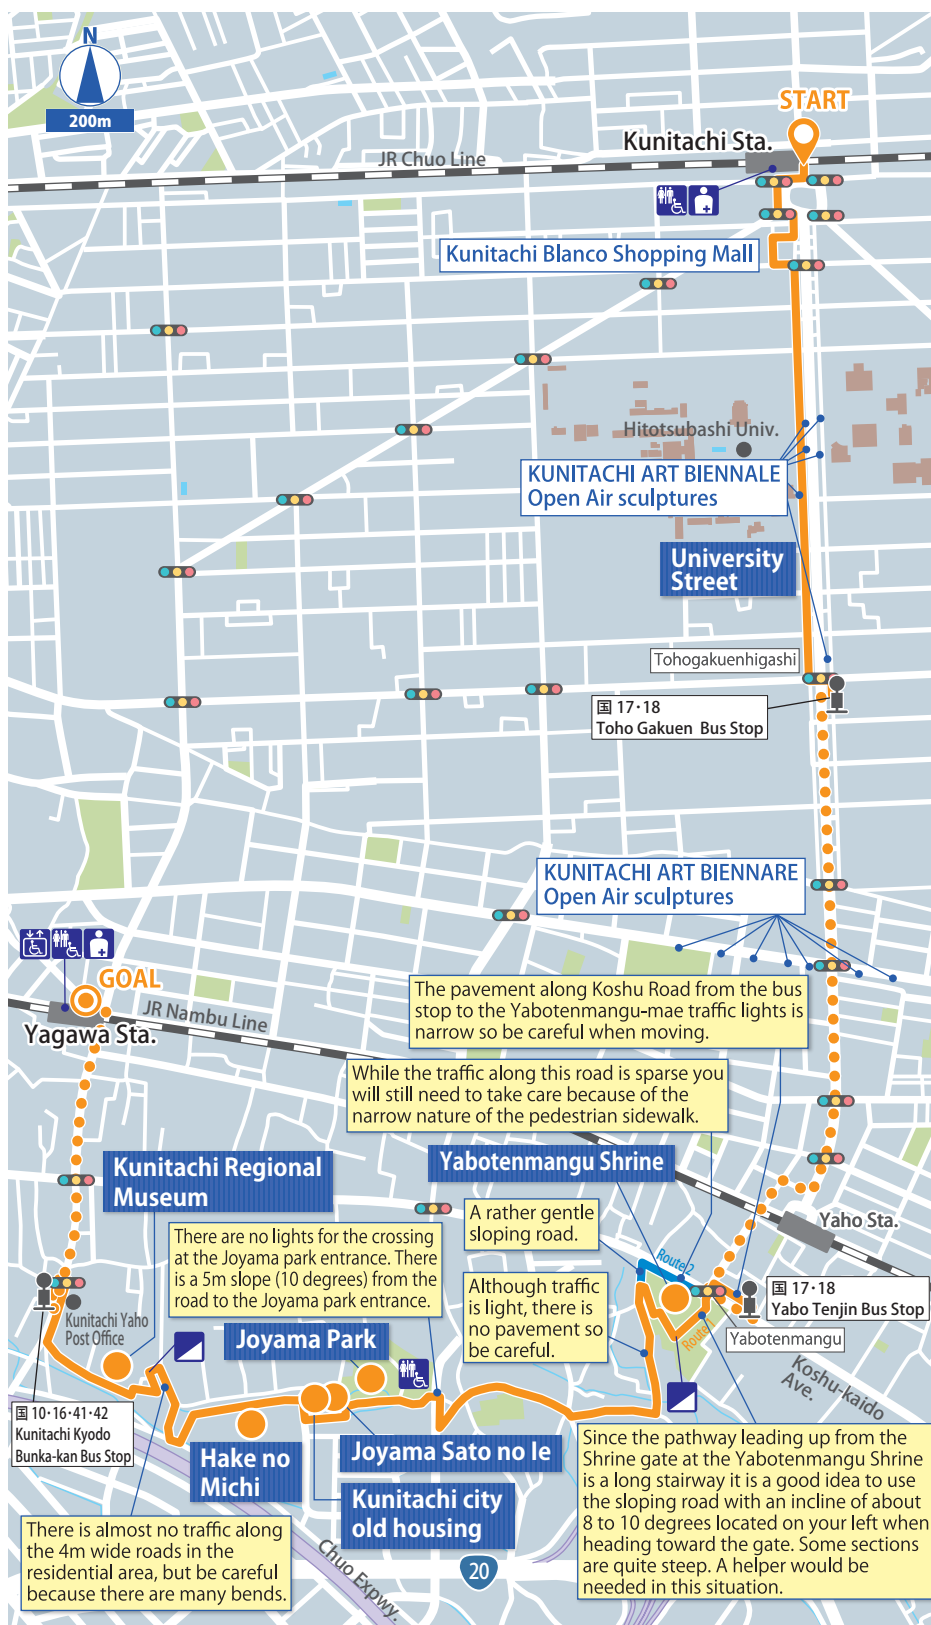 N
200m
START
Kunitachi Sta.
JR Chuo Line
Kunitachi Blanco Shopping Mall
Hitotsubashi Univ.
KUNITACHI ART BIENNALE
Open Air sculptures
University
Street
Tohogakuenhigashi
国 17・18
Toho Gakuen Bus Stop
KUNITACHI ART BIENNARE
Open Air sculptures
GOAL
JR Nambu Line
Yagawa Sta.
The pavement along Koshu Road from the bus
stop to the Yabotenmangu-mae traffic lights is
narrow so be careful when moving.
While the traffic along this road is sparse you
will still need to take care because of the
narrow nature of the pedestrian sidewalk.
Kunitachi Regional
Museum
Yabotenmangu Shrine
A rather gentle
sloping road.
Yaho Sta.
There are no lights for the crossing
at the Joyama park entrance. There
is a 5m slope (10 degrees) from the
road to the Joyama park entrance.
Although traffic
is light, there is
no pavement so
be careful.
Route 2
Route 1
国 17・18
Yabo Tenjin Bus Stop
Yabotenmangu
Kunitachi Yaho
Post Office
Joyama Park
Koshu-kaido
Ave.
国 10・16・41・42
Kunitachi Kyodo
Bunka-kan Bus Stop
Hake no
Michi
Joyama Sato no Ie
Kunitachi city
old housing
Since the pathway leading up from the
Shrine gate at the Yabotenmangu Shrine
is a long stairway it is a good idea to use
the sloping road with an incline of about
8 to 10 degrees located on your left when
heading toward the gate. Some sections
are quite steep. A helper would be
needed in this situation.
There is almost no traffic along
the 4m wide roads in the
residential area, but be careful
because there are many bends.
Chuo Expwy.
20